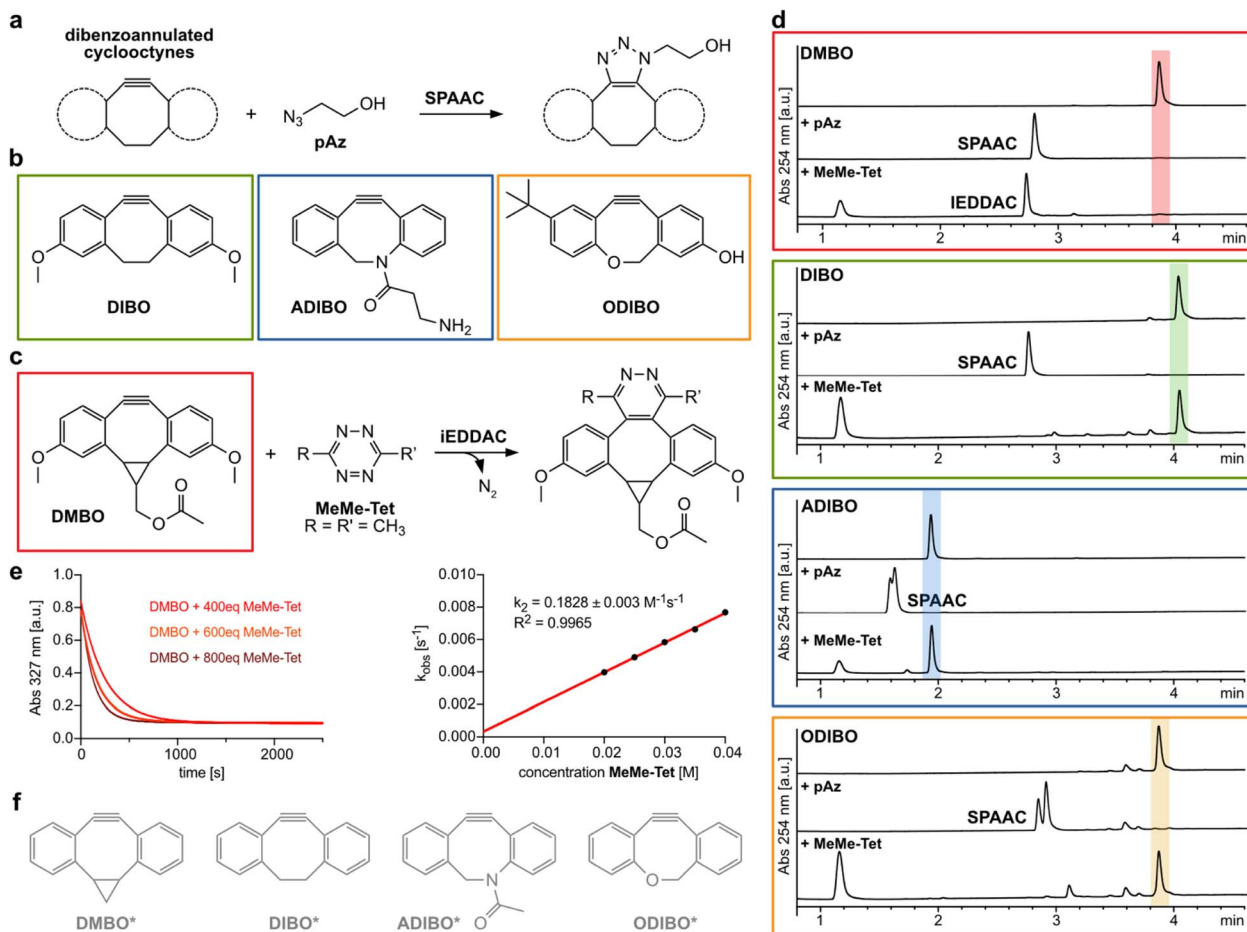 a
dibenzoannulated
cyclooctynes
+
N3
OH
pAz
SPAAC
N
N
N
OH
b
O
O
DIBO
N
O
NH2
ADIBO
O
OH
ODIBO
c
O
O
DMBO
O
O
+
N N
R
R'
N N
MeMe-Tet
R = R' = CH3
iEDDAC
N2
N N
R
R'
O
O
O
O
d
DMBO
+ pAz
SPAAC
+ MeMe-Tet
IEDDAC
Abs 254 nm [a.u.]
1 2 3 4 min
DIBO
+ pAz
SPAAC
+ MeMe-Tet
Abs 254 nm [a.u.]
1 2 3 4 min
ADIBO
+ pAz
SPAAC
+ MeMe-Tet
Abs 254 nm [a.u.]
1 2 3 4 min
ODIBO
+ pAz
SPAAC
+ MeMe-Tet
Abs 254 nm [a.u.]
1 2 3 4 min
e
Abs 327 nm [a.u.]
1.0
0.8
0.6
0.4
0.2
0.0
DMBO + 400eq MeMe-Tet
DMBO + 600eq MeMe-Tet
DMBO + 800eq MeMe-Tet
0 1000 2000
time [s]
kobs [s-1]
0.010
0.008
0.006
0.004
0.002
0.000
k2 = 0.1828 ± 0.003 M-1s-1
R2 = 0.9965
0.00 0.01 0.02 0.03 0.04
concentration MeMe-Tet [M]
f
DMBO*
DIBO*
N
O
ADIBO*
O
ODIBO*